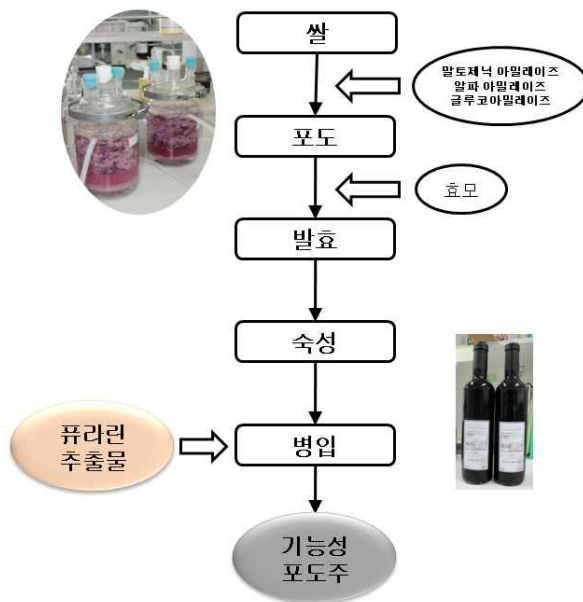 쌀
말토제닉 아밀레이즈
알파 아밀레이즈
글루코아밀레이즈
포도
효모
발효
숙성
퓨라린
추출물
병입
기능성
포도주